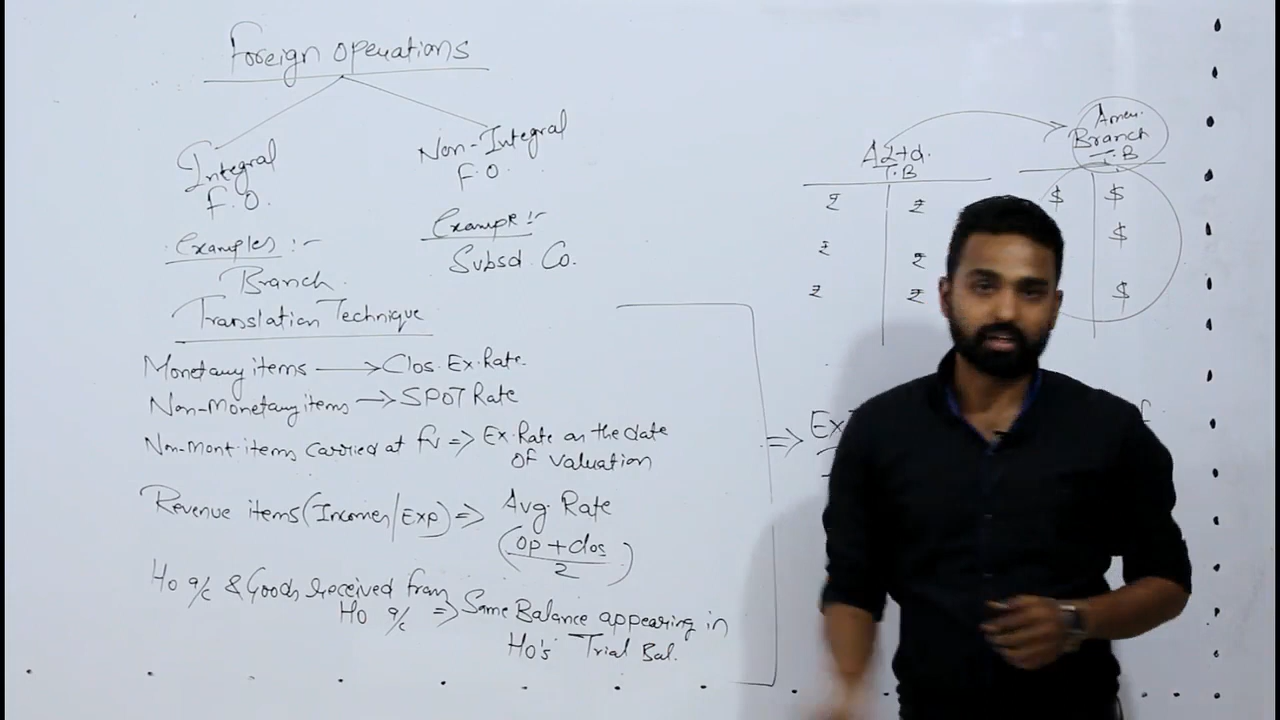 Foreign operations
Integral
F.O.
Non-Integral
F.O.
Examples :-
Branch
Example :-
Subsd. Co.
Translation Technique
Monetary items → Clos. Ex. Rate.
Non-Monetary items → SPOT Rate
Non-Mont. items carried at fv => Ex. Rate on the date
of valuation
Revenue items (Incomes/Exp) => Avg. Rate
(op + clos
2)
Ho a/c & Goods received from
Ho a/c => Same Balance appearing in
Ho's Trial Bal.
=> Ex
T.B
₹ ₹
₹ ₹
₹ ₹
Amer.
Branch
T.B
$ $
$
$